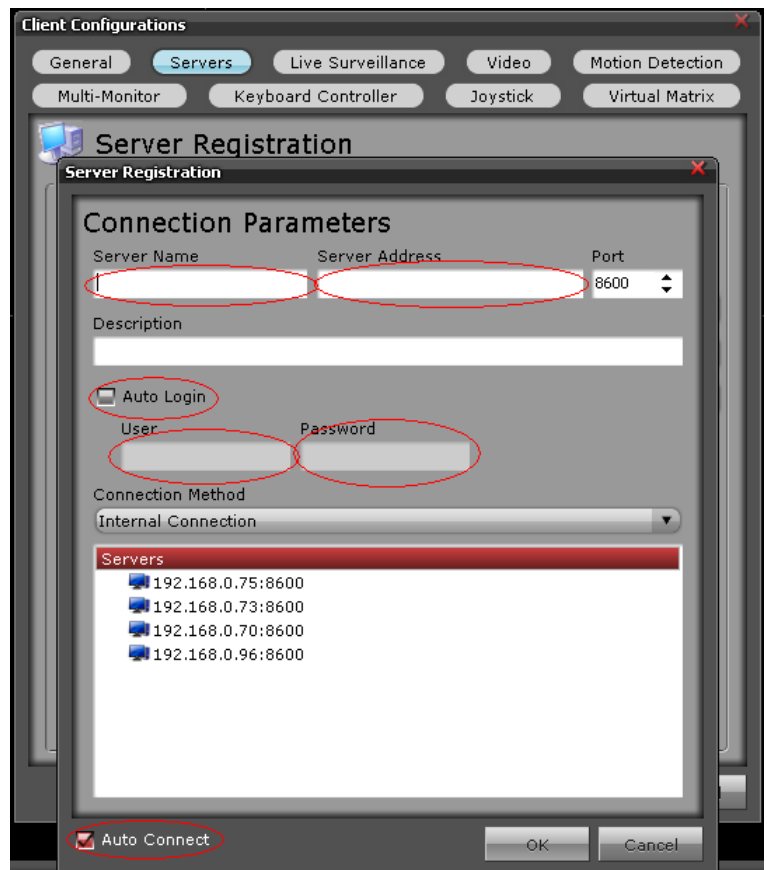 Client Configurations
General Servers Live Surveillance Video Motion Detection
Multi-Monitor Keyboard Controller Joystick Virtual Matrix
Server Registration
Server Registration
Connection Parameters
Server Name Server Address Port
8600
Description
Auto Login
User Password
Connection Method
Internal Connection
Servers
192.168.0.75:8600
192.168.0.73:8600
192.168.0.70:8600
192.168.0.96:8600
Auto Connect OK Cancel